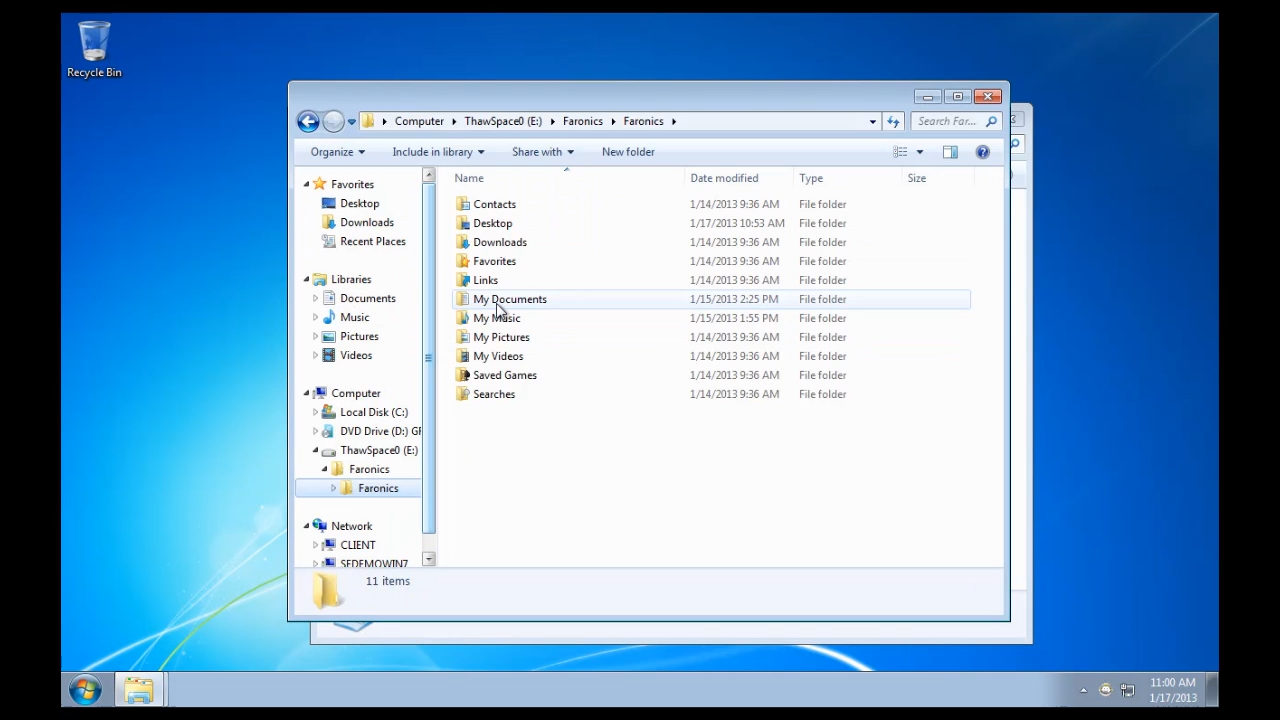 Recycle Bin
Computer ThawSpace0 (E:) Faronics Faronics
Search Far...
Organize Include in library Share with New folder
Name Date modified Type Size
Favorites
Desktop
Downloads
Recent Places
Libraries
Documents
Music
Pictures
Videos
Computer
Local Disk (C:)
DVD Drive (D:) GF
ThawSpace0 (E:)
Faronics
Faronics
Network
CLIENT
SEDEMOWIN7
Contacts 1/14/2013 9:36 AM File folder
Desktop 1/17/2013 10:53 AM File folder
Downloads 1/14/2013 9:36 AM File folder
Favorites 1/14/2013 9:36 AM File folder
Links 1/14/2013 9:36 AM File folder
My Documents 1/15/2013 2:25 PM File folder
My Music 1/15/2013 1:55 PM File folder
My Pictures 1/14/2013 9:36 AM File folder
My Videos 1/14/2013 9:36 AM File folder
Saved Games 1/14/2013 9:36 AM File folder
Searches 1/14/2013 9:36 AM File folder
11 items
11:00 AM
1/17/2013